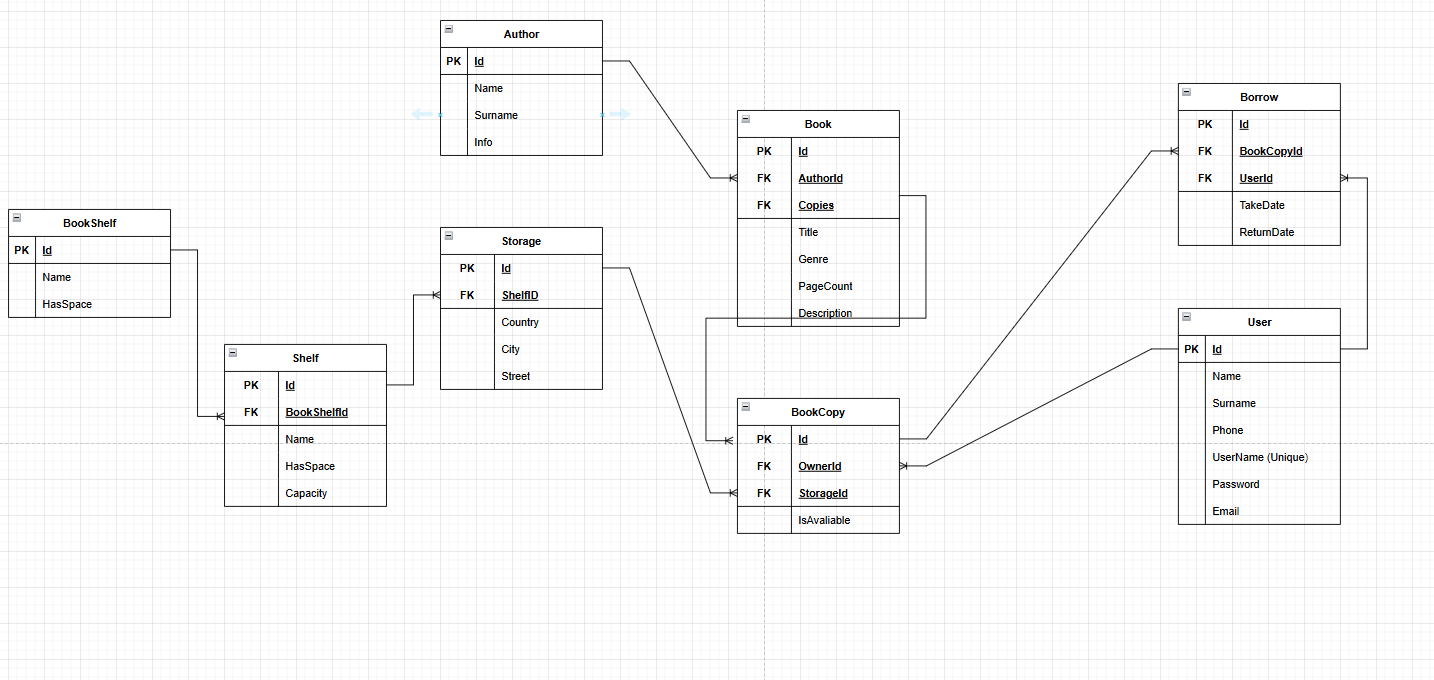 Author
PK Id
Name
Surname
Info
Book
PK Id
FK AuthorId
FK Copies
Title
Genre
PageCount
Description
Borrow
PK Id
FK BookCopyId
FK UserId
TakeDate
ReturnDate
BookShelf
PK Id
Name
HasSpace
Storage
PK Id
FK ShelfID
Country
City
Street
Shelf
PK Id
FK BookShelfId
Name
HasSpace
Capacity
BookCopy
PK Id
FK OwnerId
FK StorageId
IsAvaliable
User
PK Id
Name
Surname
Phone
UserName (Unique)
Password
Email